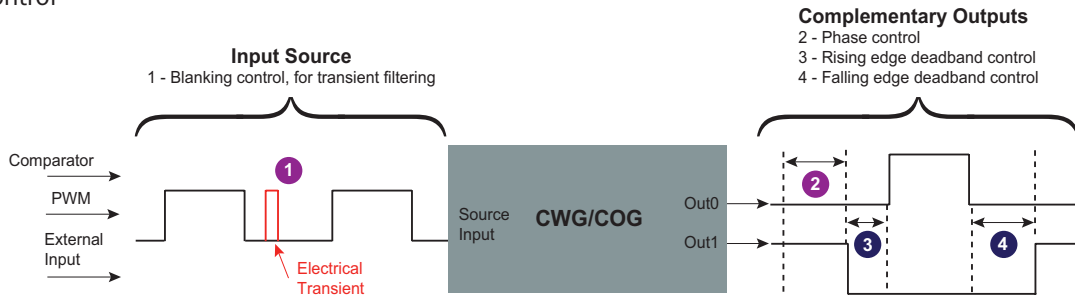 Input Source
1 - Blanking control, for transient filtering
Complementary Outputs
2 - Phase control
3 - Rising edge deadband control
4 - Falling edge deadband control
Comparator
PWM
External
Input
1
Electrical
Transient
Source
Input
CWG/COG
Out0
Out1
2
3
4